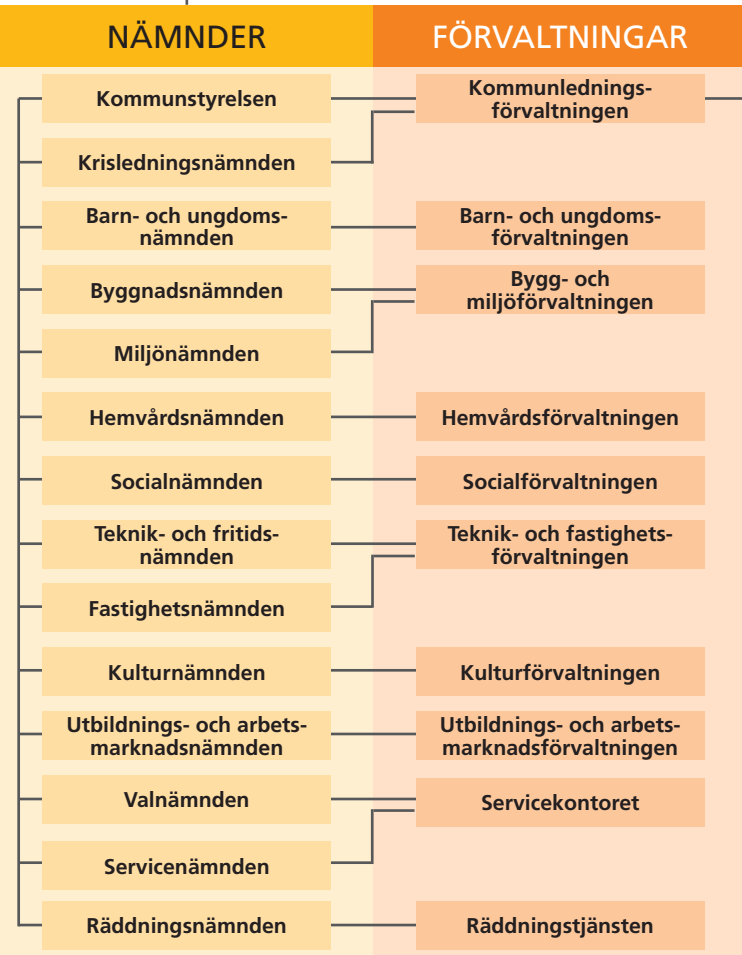 NÄMNDER
FÖRVALTNINGAR
Kommunstyrelsen
Kommunlednings-
förvaltningen
Krisledningsnämnden
Barn- och ungdoms-
nämnden
Barn- och ungdoms-
förvaltningen
Byggnadsnämnden
Bygg- och
miljöförvaltningen
Miljönämnden
Hemvårdsnämnden
Hemvårdsförvaltningen
Socialnämnden
Socialförvaltningen
Teknik- och fritids-
nämnden
Teknik- och fastighets-
förvaltningen
Fastighetsnämnden
Kulturnämnden
Kulturförvaltningen
Utbildnings- och arbets-
marknadsnämnden
Utbildnings- och arbets-
marknadsförvaltningen
Valnämnden
Servicekontoret
Servicenämnden
Räddningsnämnden
Räddningstjänsten